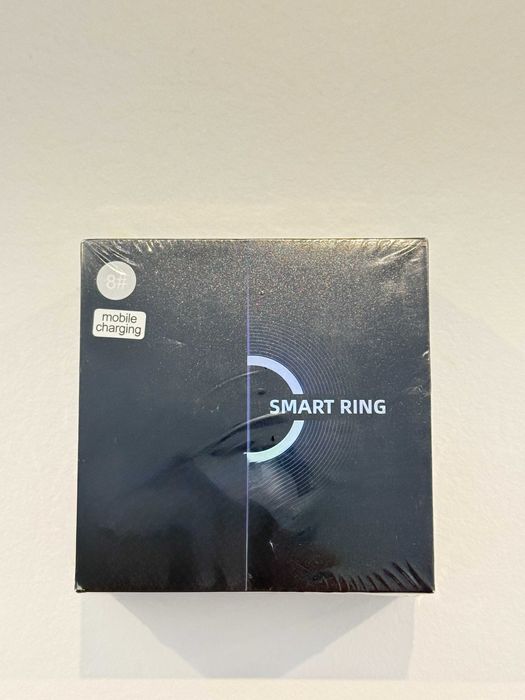 8#
mobile
charging
SMART RING